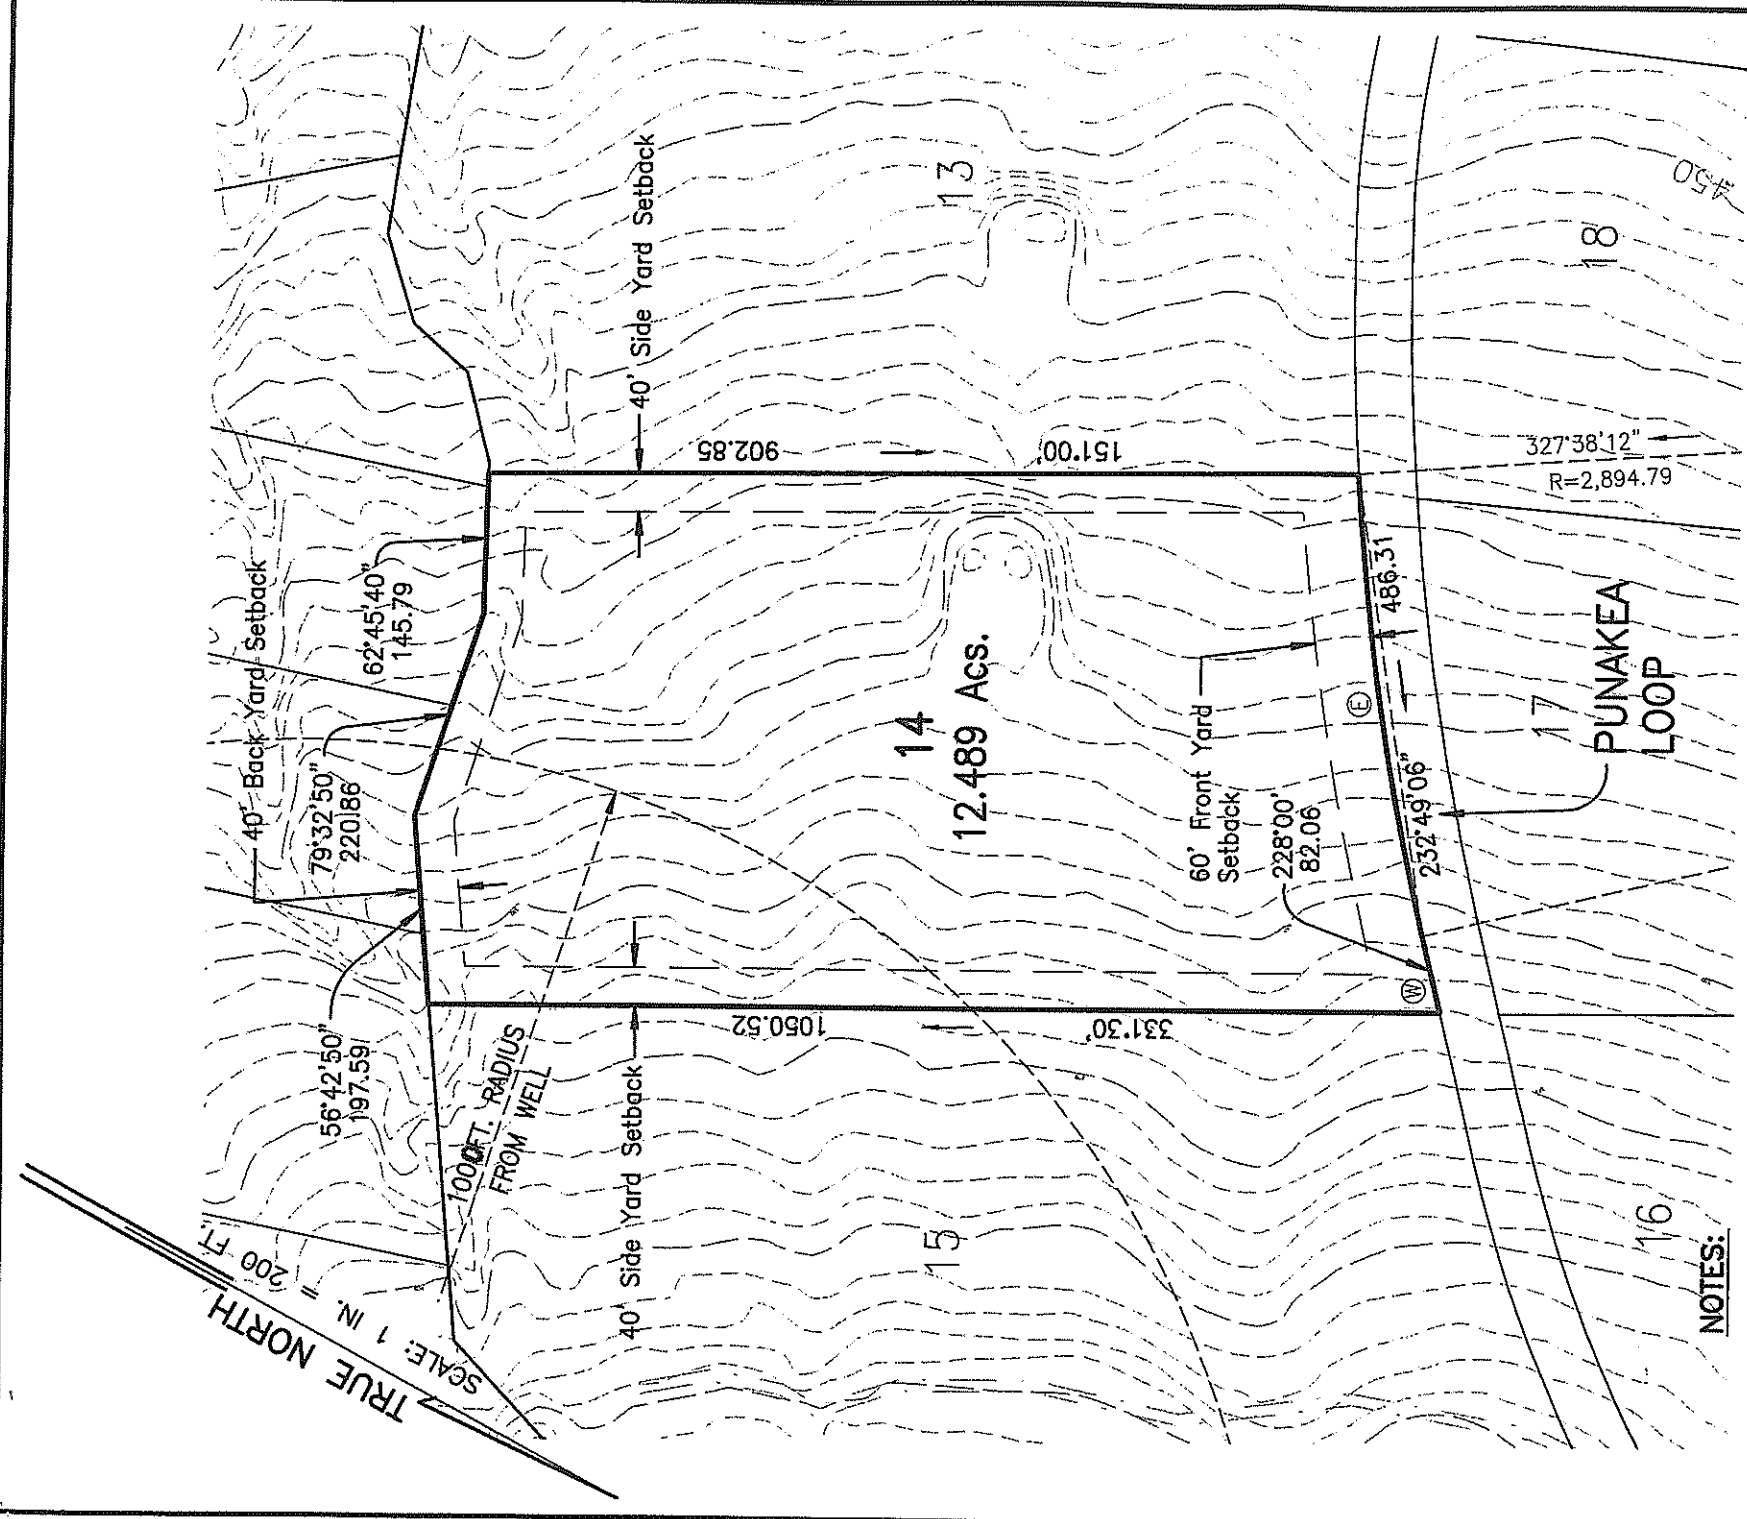 TRUE NORTH
SCALE: 1 IN. = 200 FT.
40' Back Yard Setback
56°42'50"
197.59
79°32'50"
220.86
62°45'40"
145.79
1000FT. RADIUS
FROM WELL
40' Side Yard Setback
40' Side Yard Setback
1050.52
331°30'
902.85
151°00'
13
14
12.489 Acs.
15
60' Front Yard
Setback
228°00'
82.06
E
W
232°49'06"
486.31
327°38'12"
R=2,894.79
PUNAKEA
LOOP
16
17
18
450
NOTES: